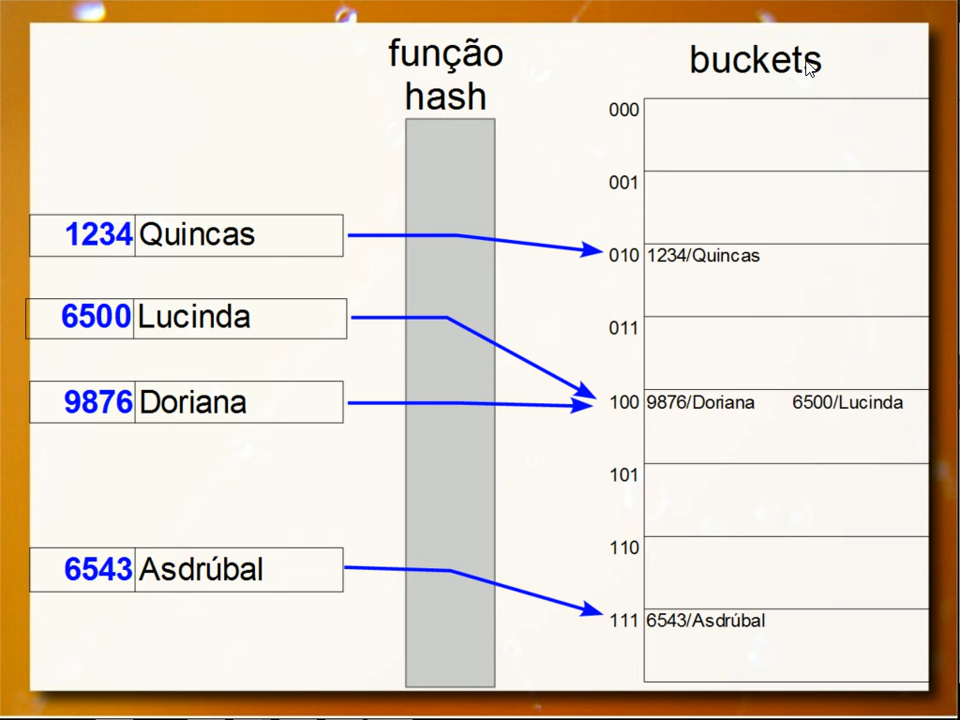 função
hash
buckets
000
001
1234 Quincas
010 1234/Quincas
6500 Lucinda
011
9876 Doriana
100 9876/Doriana 6500/Lucinda
101
110
6543 Asdrúbal
111 6543/Asdrúbal